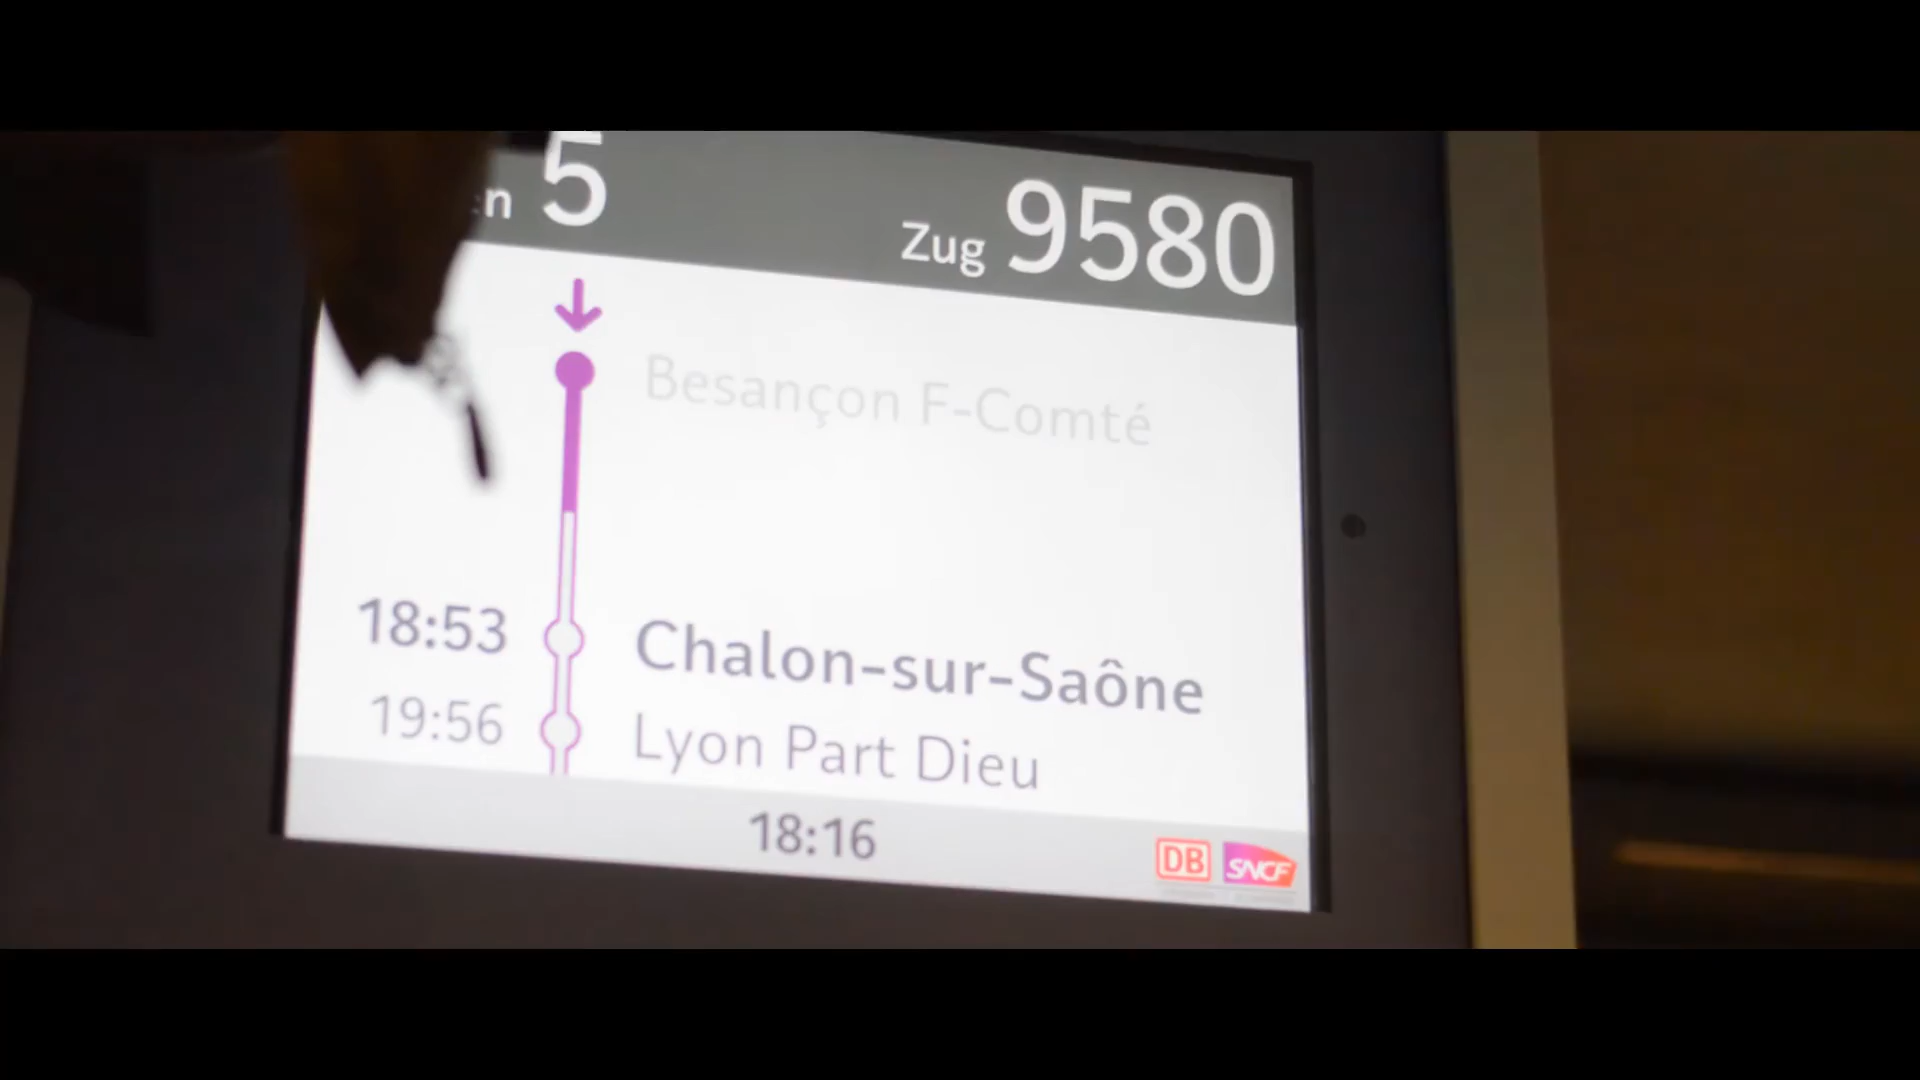 5
Zug 9580
Besançon F-Comté
18:53 Chalon-sur-Saône
19:56 Lyon Part Dieu
18:16
DB SNCF